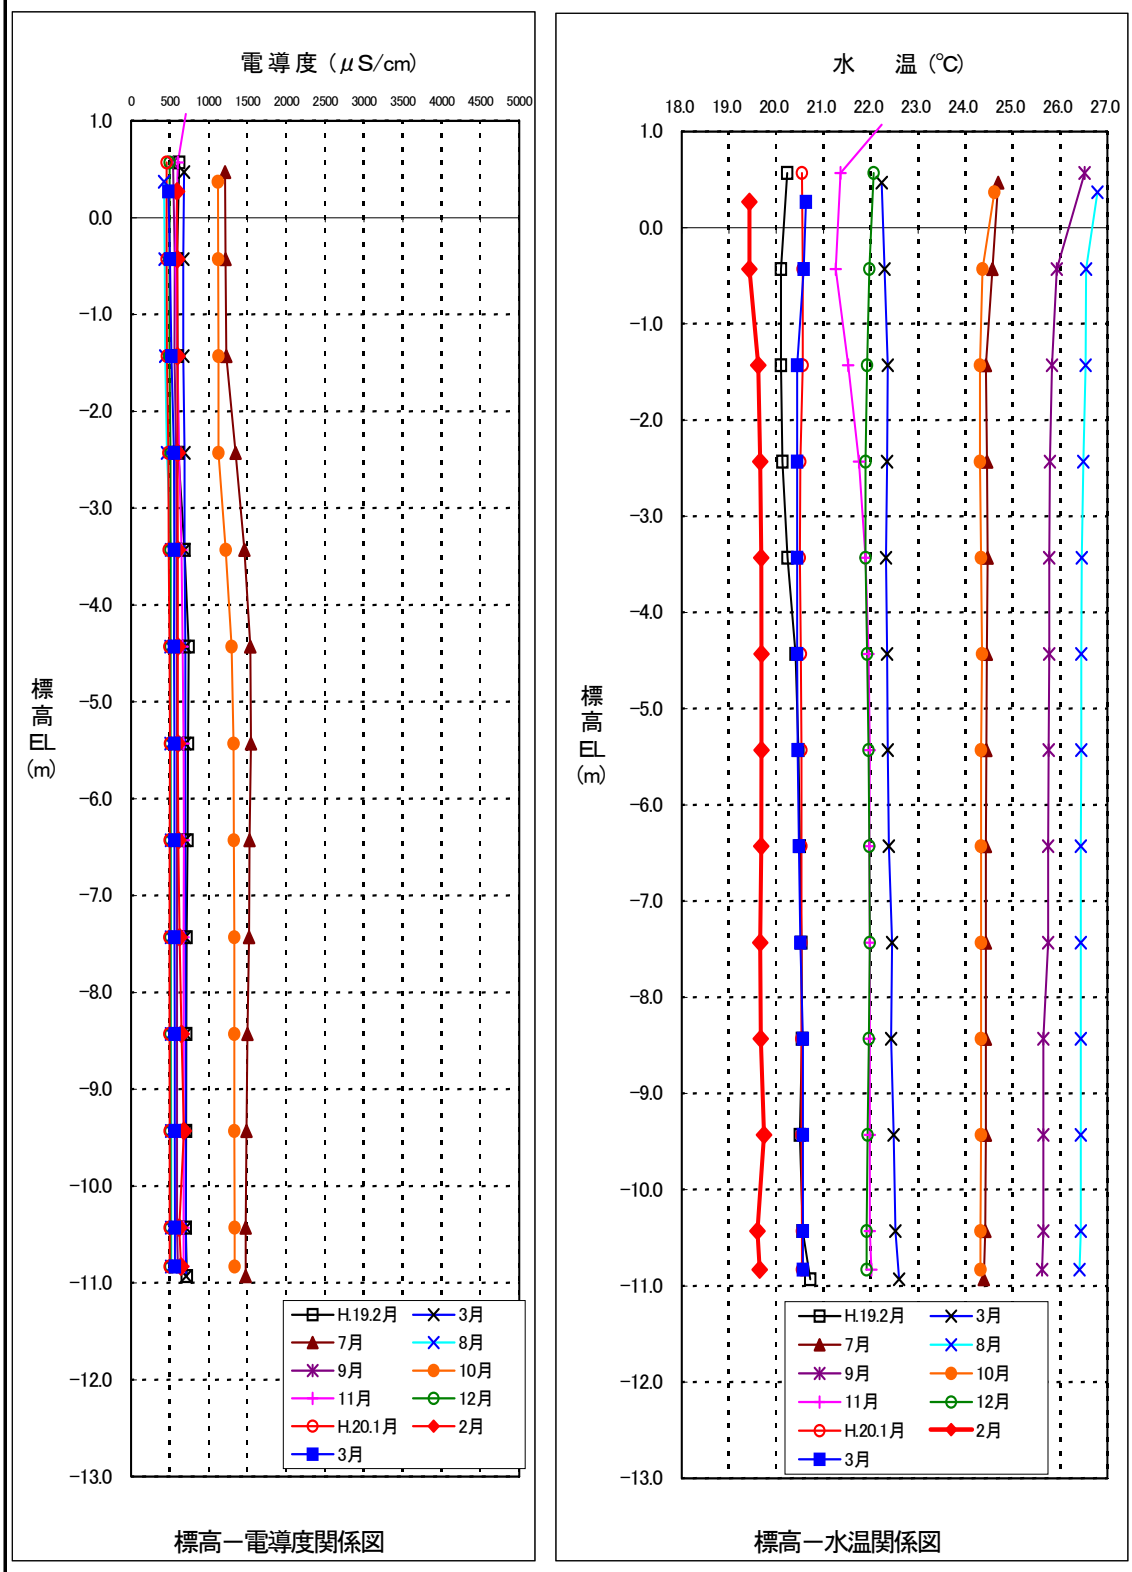 電 導 度 (μS/cm)
0 500 1000 1500 2000 2500 3000 3500 4000 4500 5000
1.0
0.0
-1.0
-2.0
-3.0
-4.0
-5.0
-6.0
-7.0
-8.0
-9.0
-10.0
-11.0
-12.0
-13.0
標
高
EL
(m)
H.19.2月 3月
7月 8月
9月 10月
11月 12月
H.20.1月 2月
3月
標高-電導度関係図
水 温 (℃)
18.0 19.0 20.0 21.0 22.0 23.0 24.0 25.0 26.0 27.0
1.0
0.0
-1.0
-2.0
-3.0
-4.0
-5.0
-6.0
-7.0
-8.0
-9.0
-10.0
-11.0
-12.0
-13.0
標
高
EL
(m)
H.19.2月 3月
7月 8月
9月 10月
11月 12月
H.20.1月 2月
3月
標高-水温関係図